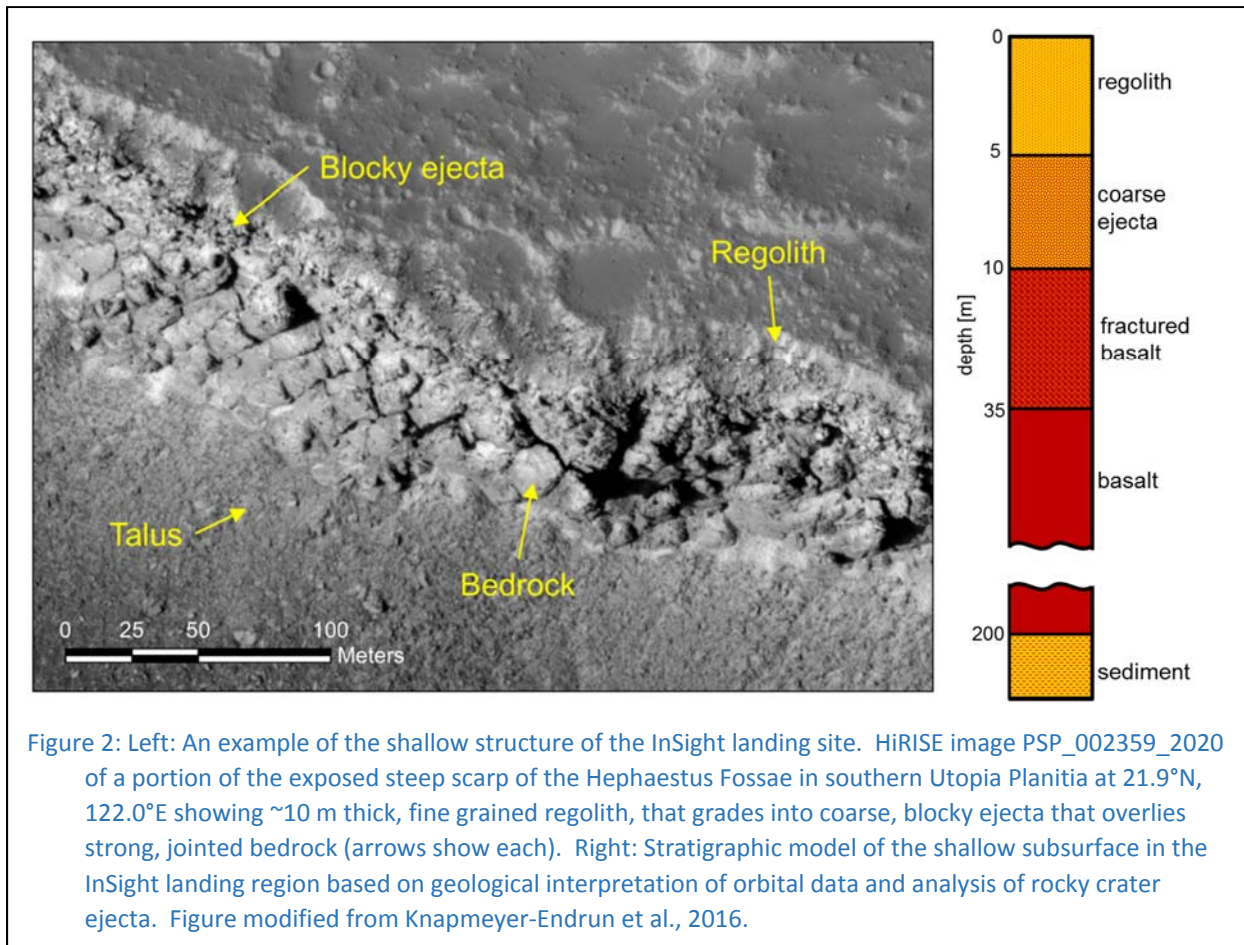 Blocky ejecta
Regolith
Talus
Bedrock
0 25 50 100
Meters
0
regolith
5
coarse
ejecta
10
depth [m]
fractured
basalt
35
basalt
200
sediment
Figure 2: Left: An example of the shallow structure of the InSight landing site. HiRISE image PSP_002359_2020
of a portion of the exposed steep scarp of the Hephaestus Fossae in southern Utopia Planitia at 21.9°N,
122.0°E showing ~10 m thick, fine grained regolith, that grades into coarse, blocky ejecta that overlies
strong, jointed bedrock (arrows show each). Right: Stratigraphic model of the shallow subsurface in the
InSight landing region based on geological interpretation of orbital data and analysis of rocky crater
ejecta. Figure modified from Knapmeyer-Endrun et al., 2016.